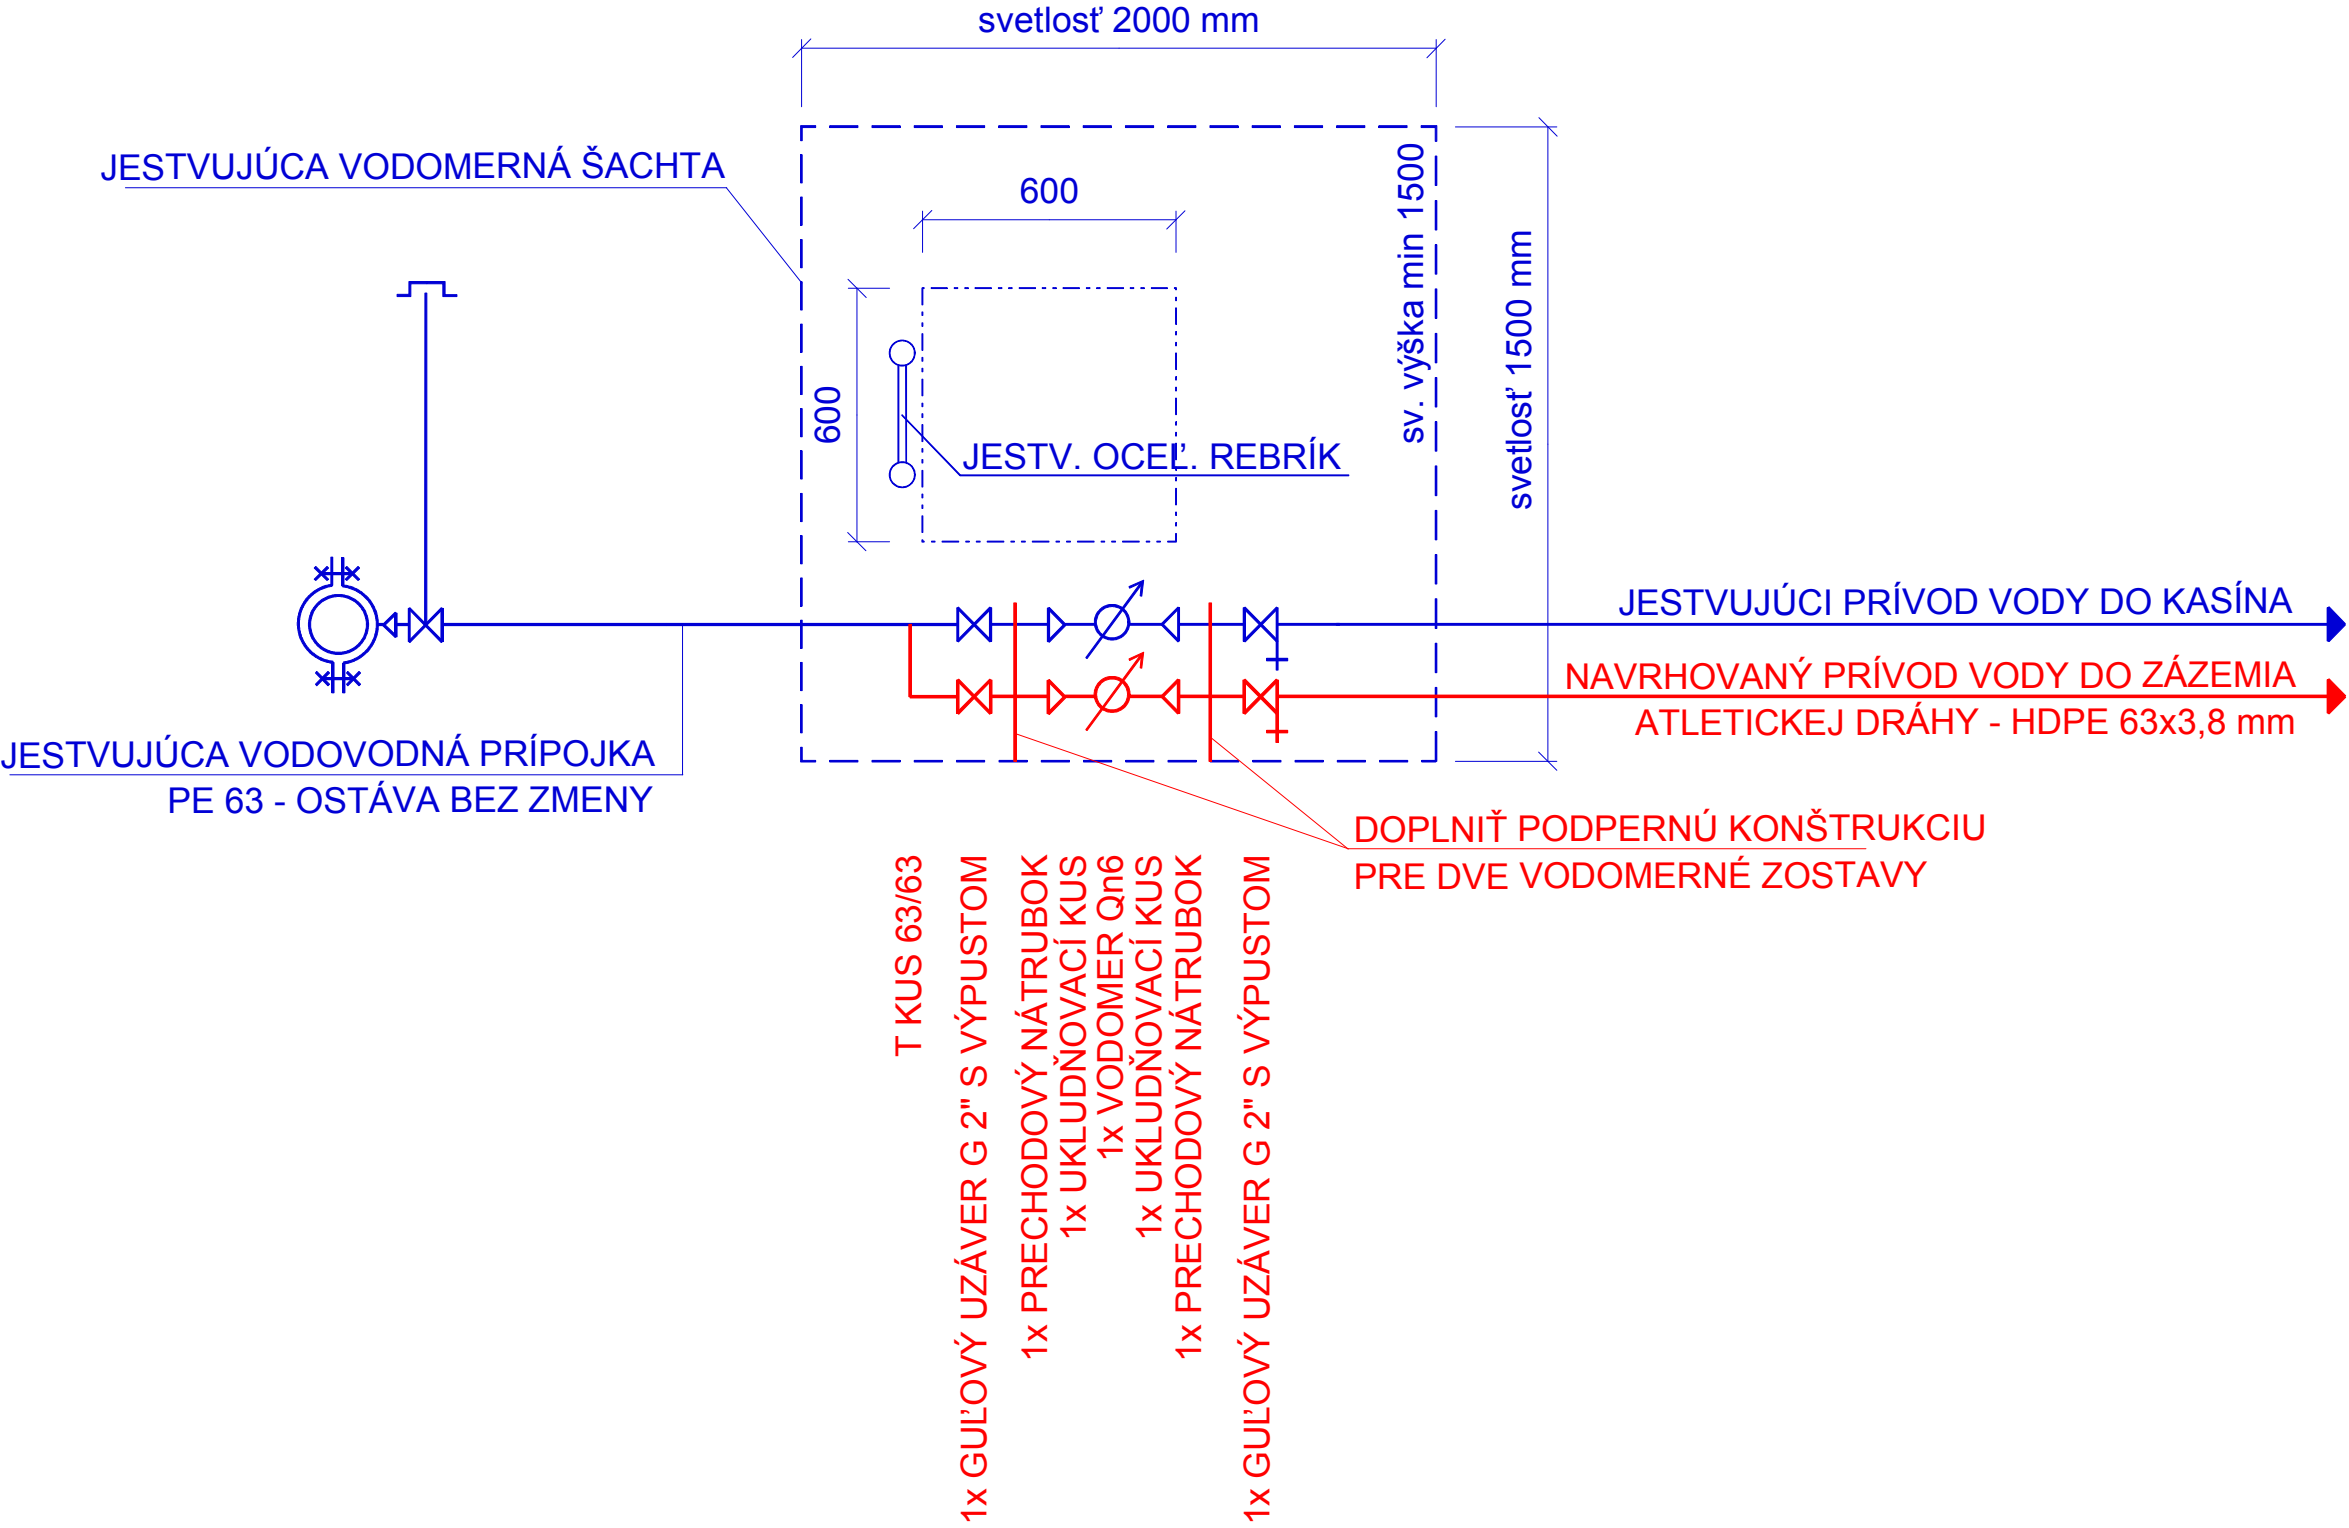 svetlosť 2000 mm
JESTVUJÚCA VODOMERNÁ ŠACHTA
600
sv. výška min 1500
svetlosť 1500 mm
600
JESTV. OCEĽ. REBRÍK
JESTVUJÚCI PRÍVOD VODY DO KASÍNA
NAVRHOVANÝ PRÍVOD VODY DO ZÁZEMIA
ATLETICKEJ DRÁHY - HDPE 63x3,8 mm
JESTVUJÚCA VODOVODNÁ PRÍPOJKA
PE 63 - OSTÁVA BEZ ZMENY
DOPLNIŤ PODPERNÚ KONŠTRUKCIU
PRE DVE VODOMERNÉ ZOSTAVY
T KUS 63/63
1x GUĽOVÝ UZÁVER G 2" S VÝPUSTOM
1x PRECHODOVÝ NÁTRUBOK
1x UKLUDŇOVACÍ KUS
1x VODOMER Qn6
1x UKLUDŇOVACÍ KUS
1x PRECHODOVÝ NÁTRUBOK
1x GUĽOVÝ UZÁVER G 2" S VÝPUSTOM